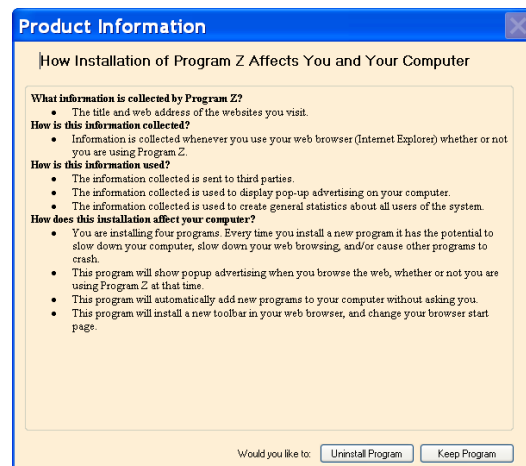 Product Information
How Installation of Program Z Affects You and Your Computer
What information is collected by Program Z?
• The title and web address of the websites you visit.
How is this information collected?
• Information is collected whenever you use your web browser (Internet Explorer) whether or not
you are using Program Z.
How is this information used?
• The information collected is sent to third parties.
• The information collected is used to display pop-up advertising on your computer.
• The information collected is used to create general statistics about all users of the system.
How does this installation affect your computer?
• You are installing four programs. Every time you install a new program it has the potential to
slow down your computer, slow down your web browsing, and/or cause other programs to
crash.
• This program will show popup advertising when you browse the web, whether or not you are
using Program Z at that time.
• This program will automatically add new programs to your computer without asking you.
• This program will install a new toolbar in your web browser, and change your browser start
page.
Would you like to: Uninstall Program Keep Program